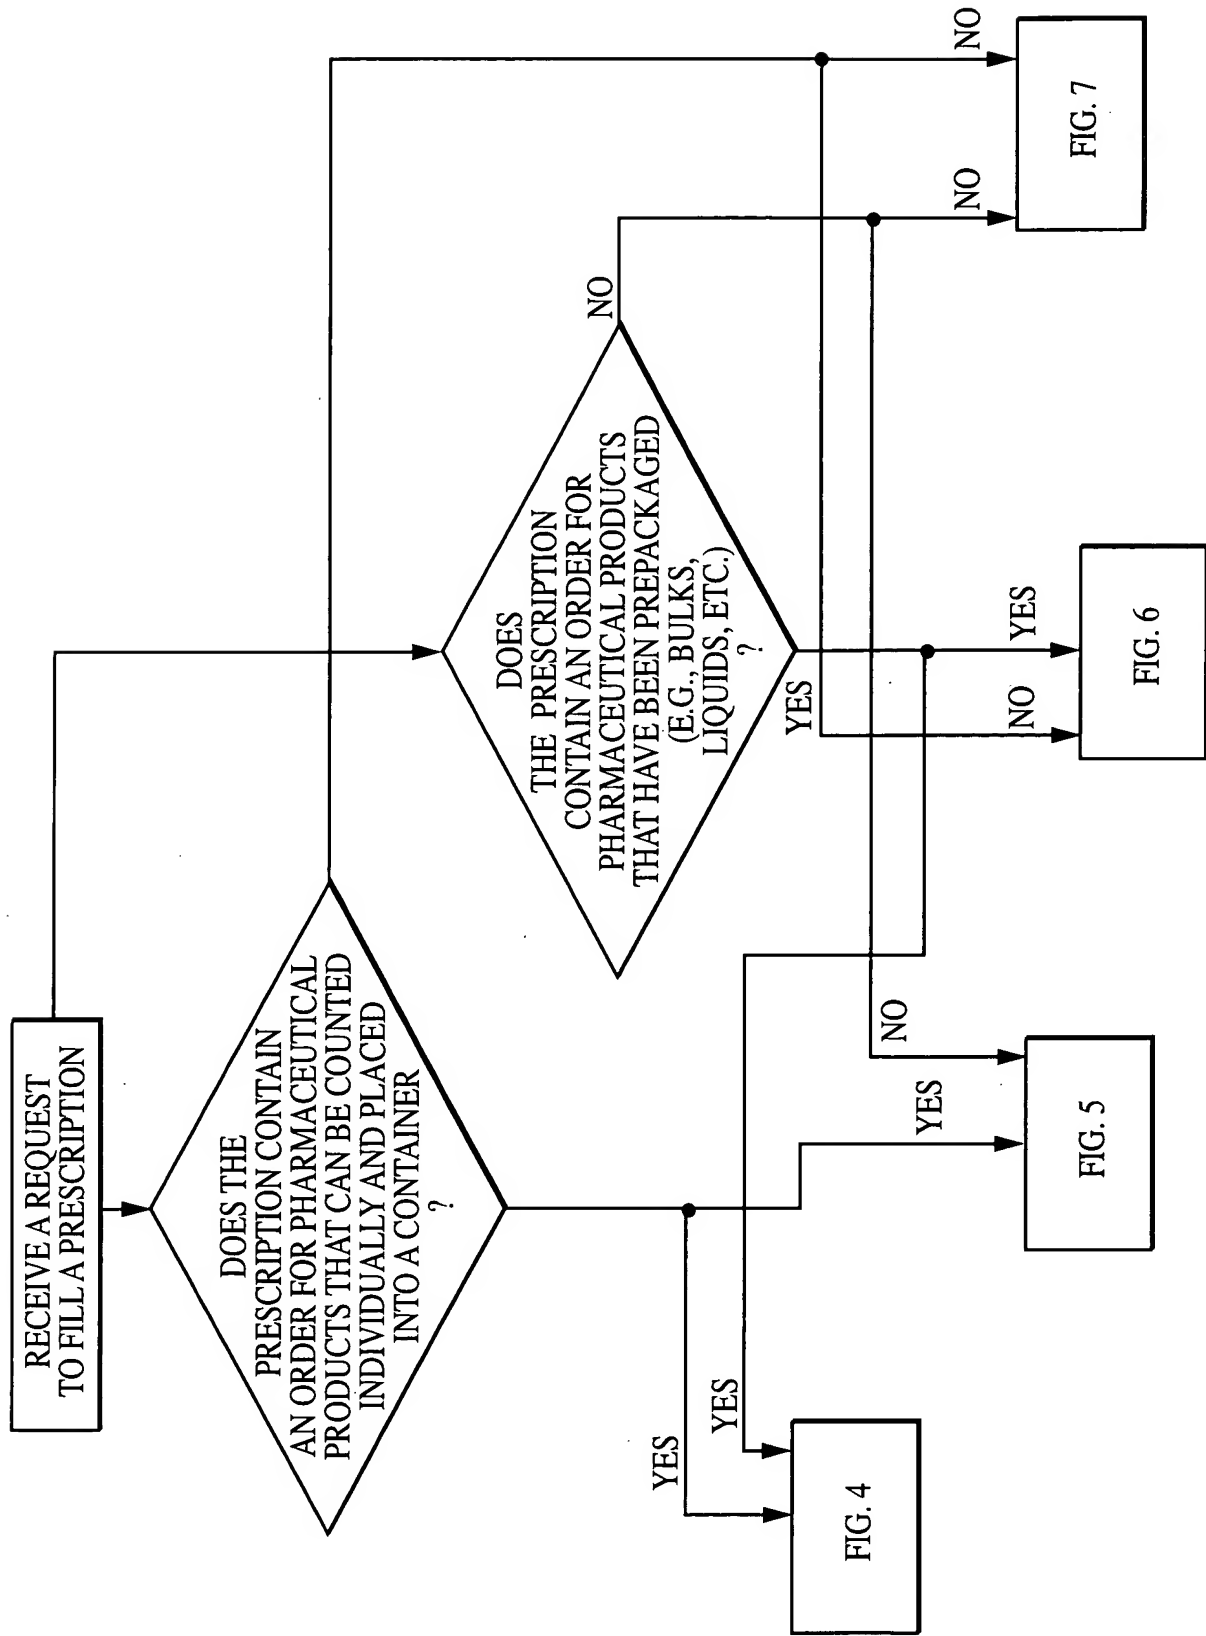 RECEIVE A REQUEST
TO FILL A PRESCRIPTION
DOES THE
PRESCRIPTION CONTAIN
AN ORDER FOR PHARMACEUTICAL
PRODUCTS THAT CAN BE COUNTED
INDIVIDUALLY AND PLACED
INTO A CONTAINER
?
DOES
THE PRESCRIPTION
CONTAIN AN ORDER FOR
PHARMACEUTICAL PRODUCTS
THAT HAVE BEEN PREPACKAGED
(E.G., BULKS,
LIQUIDS, ETC.)
?
NO
YES
YES
YES
FIG. 4
YES
NO
FIG. 5
NO
YES
FIG. 6
NO
NO
FIG. 7